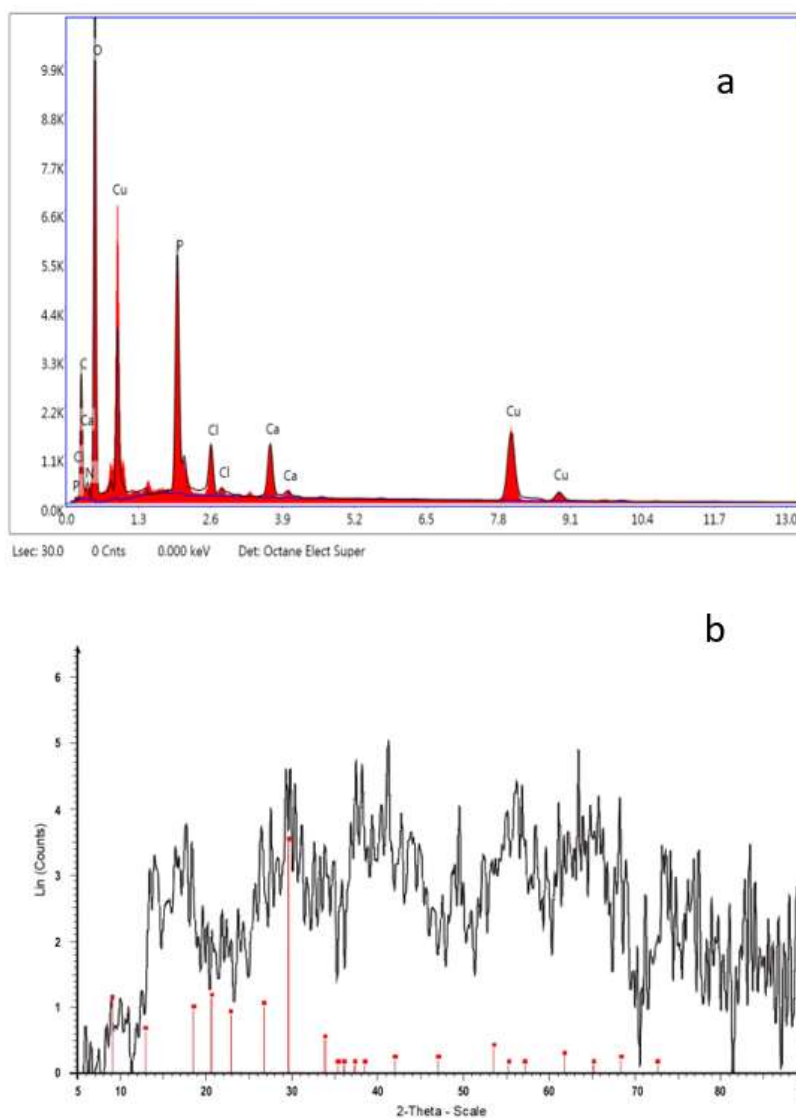 a
9.9K
O
8.8K
7.7K
Cu
6.6K
P
5.5K
4.4K
3.3K
C
2.2K
Ca
Cl
Cl
Ca
Ca
Cu
Cu
1.1K
N
P
0.0K
0.0 1.3 2.6 3.9 5.2 6.5 7.8 9.1 10.4 11.7 13.0
Lsec: 30.0 0 Cnts 0.000 keV Det: Octane Elect Super
b
Lin (Counts)
6
5
4
3
2
1
0
5 10 20 30 40 50 60 70 80
2-Theta - Scale